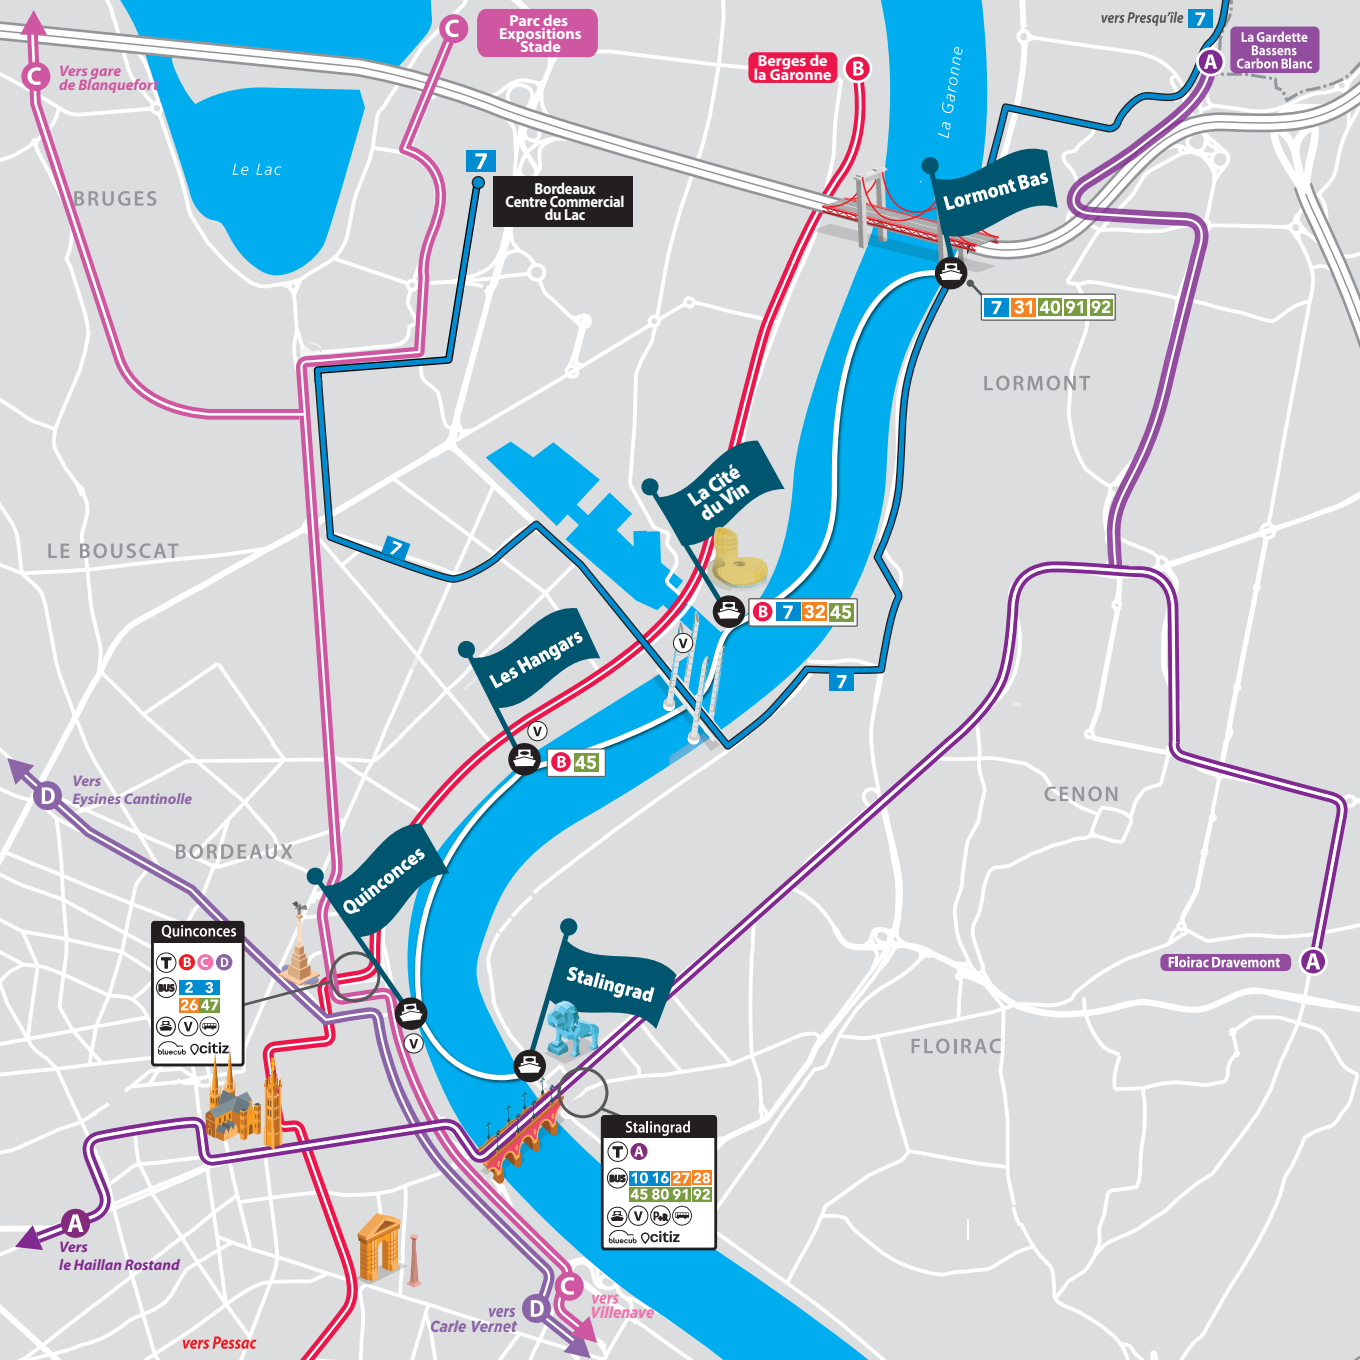 C
Parc des
Expositions
Stade
vers Presqu'île 7
La Gardette
Bassens
Carbon Blanc
A
Berges de
la Garonne
B
C
Vers gare
de Blanquefort
La Garonne
Le Lac
7
BRUGES
Bordeaux
Centre Commercial
du Lac
Lormont Bas
7 31 40 91 92
LORMONT
La Cité
du Vin
7
LE BOUSCAT
B 7 32 45
V
Les Hangars
7
V
B 45
D
Vers
Eysines Cantinolle
CENON
BORDEAUX
Quinconces
Quinconces
T B C D
BUS 2 3
26 47
V
bluecub citiz
Stalingrad
Floirac Dravemont A
V
FLOIRAC
Stalingrad
T A
BUS 10 16 27 28
45 80 91 92
V P+R
bluecub citiz
A
Vers
le Haillan Rostand
C
vers
Villenave
D
vers
Carle Vernet
vers Pessac